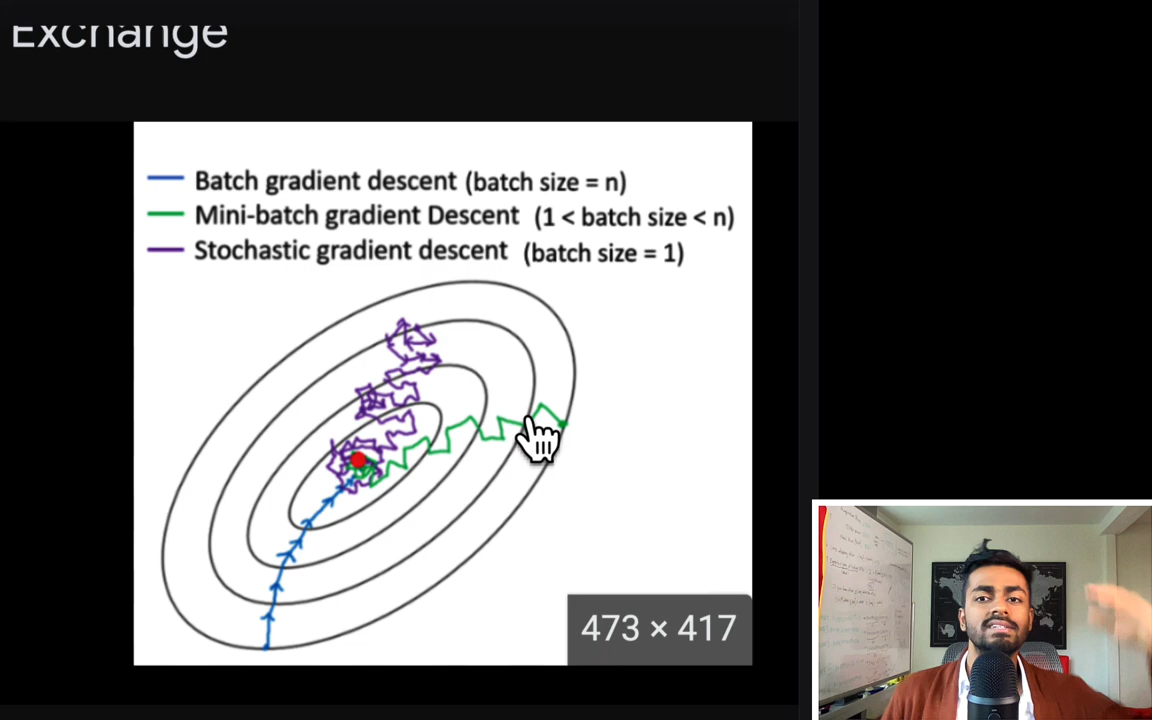 Exchange
Batch gradient descent (batch size = n)
Mini-batch gradient Descent (1 < batch size < n)
Stochastic gradient descent (batch size = 1)
473 × 417